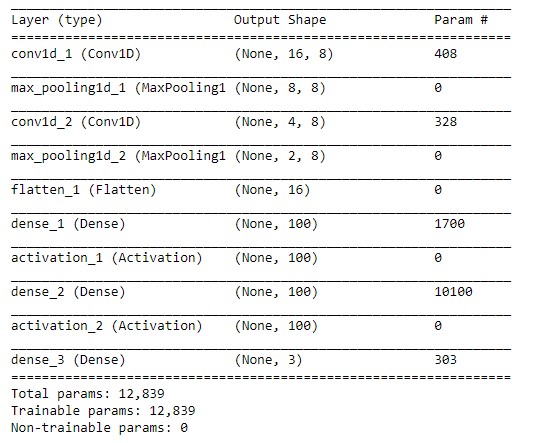 Layer (type) Output Shape Param #
conv1d_1 (Conv1D) (None, 16, 8) 408
max_pooling1d_1 (MaxPooling1 (None, 8, 8) 0
conv1d_2 (Conv1D) (None, 4, 8) 328
max_pooling1d_2 (MaxPooling1 (None, 2, 8) 0
flatten_1 (Flatten) (None, 16) 0
dense_1 (Dense) (None, 100) 1700
activation_1 (Activation) (None, 100) 0
dense_2 (Dense) (None, 100) 10100
activation_2 (Activation) (None, 100) 0
dense_3 (Dense) (None, 3) 303
Total params: 12,839
Trainable params: 12,839
Non-trainable params: 0